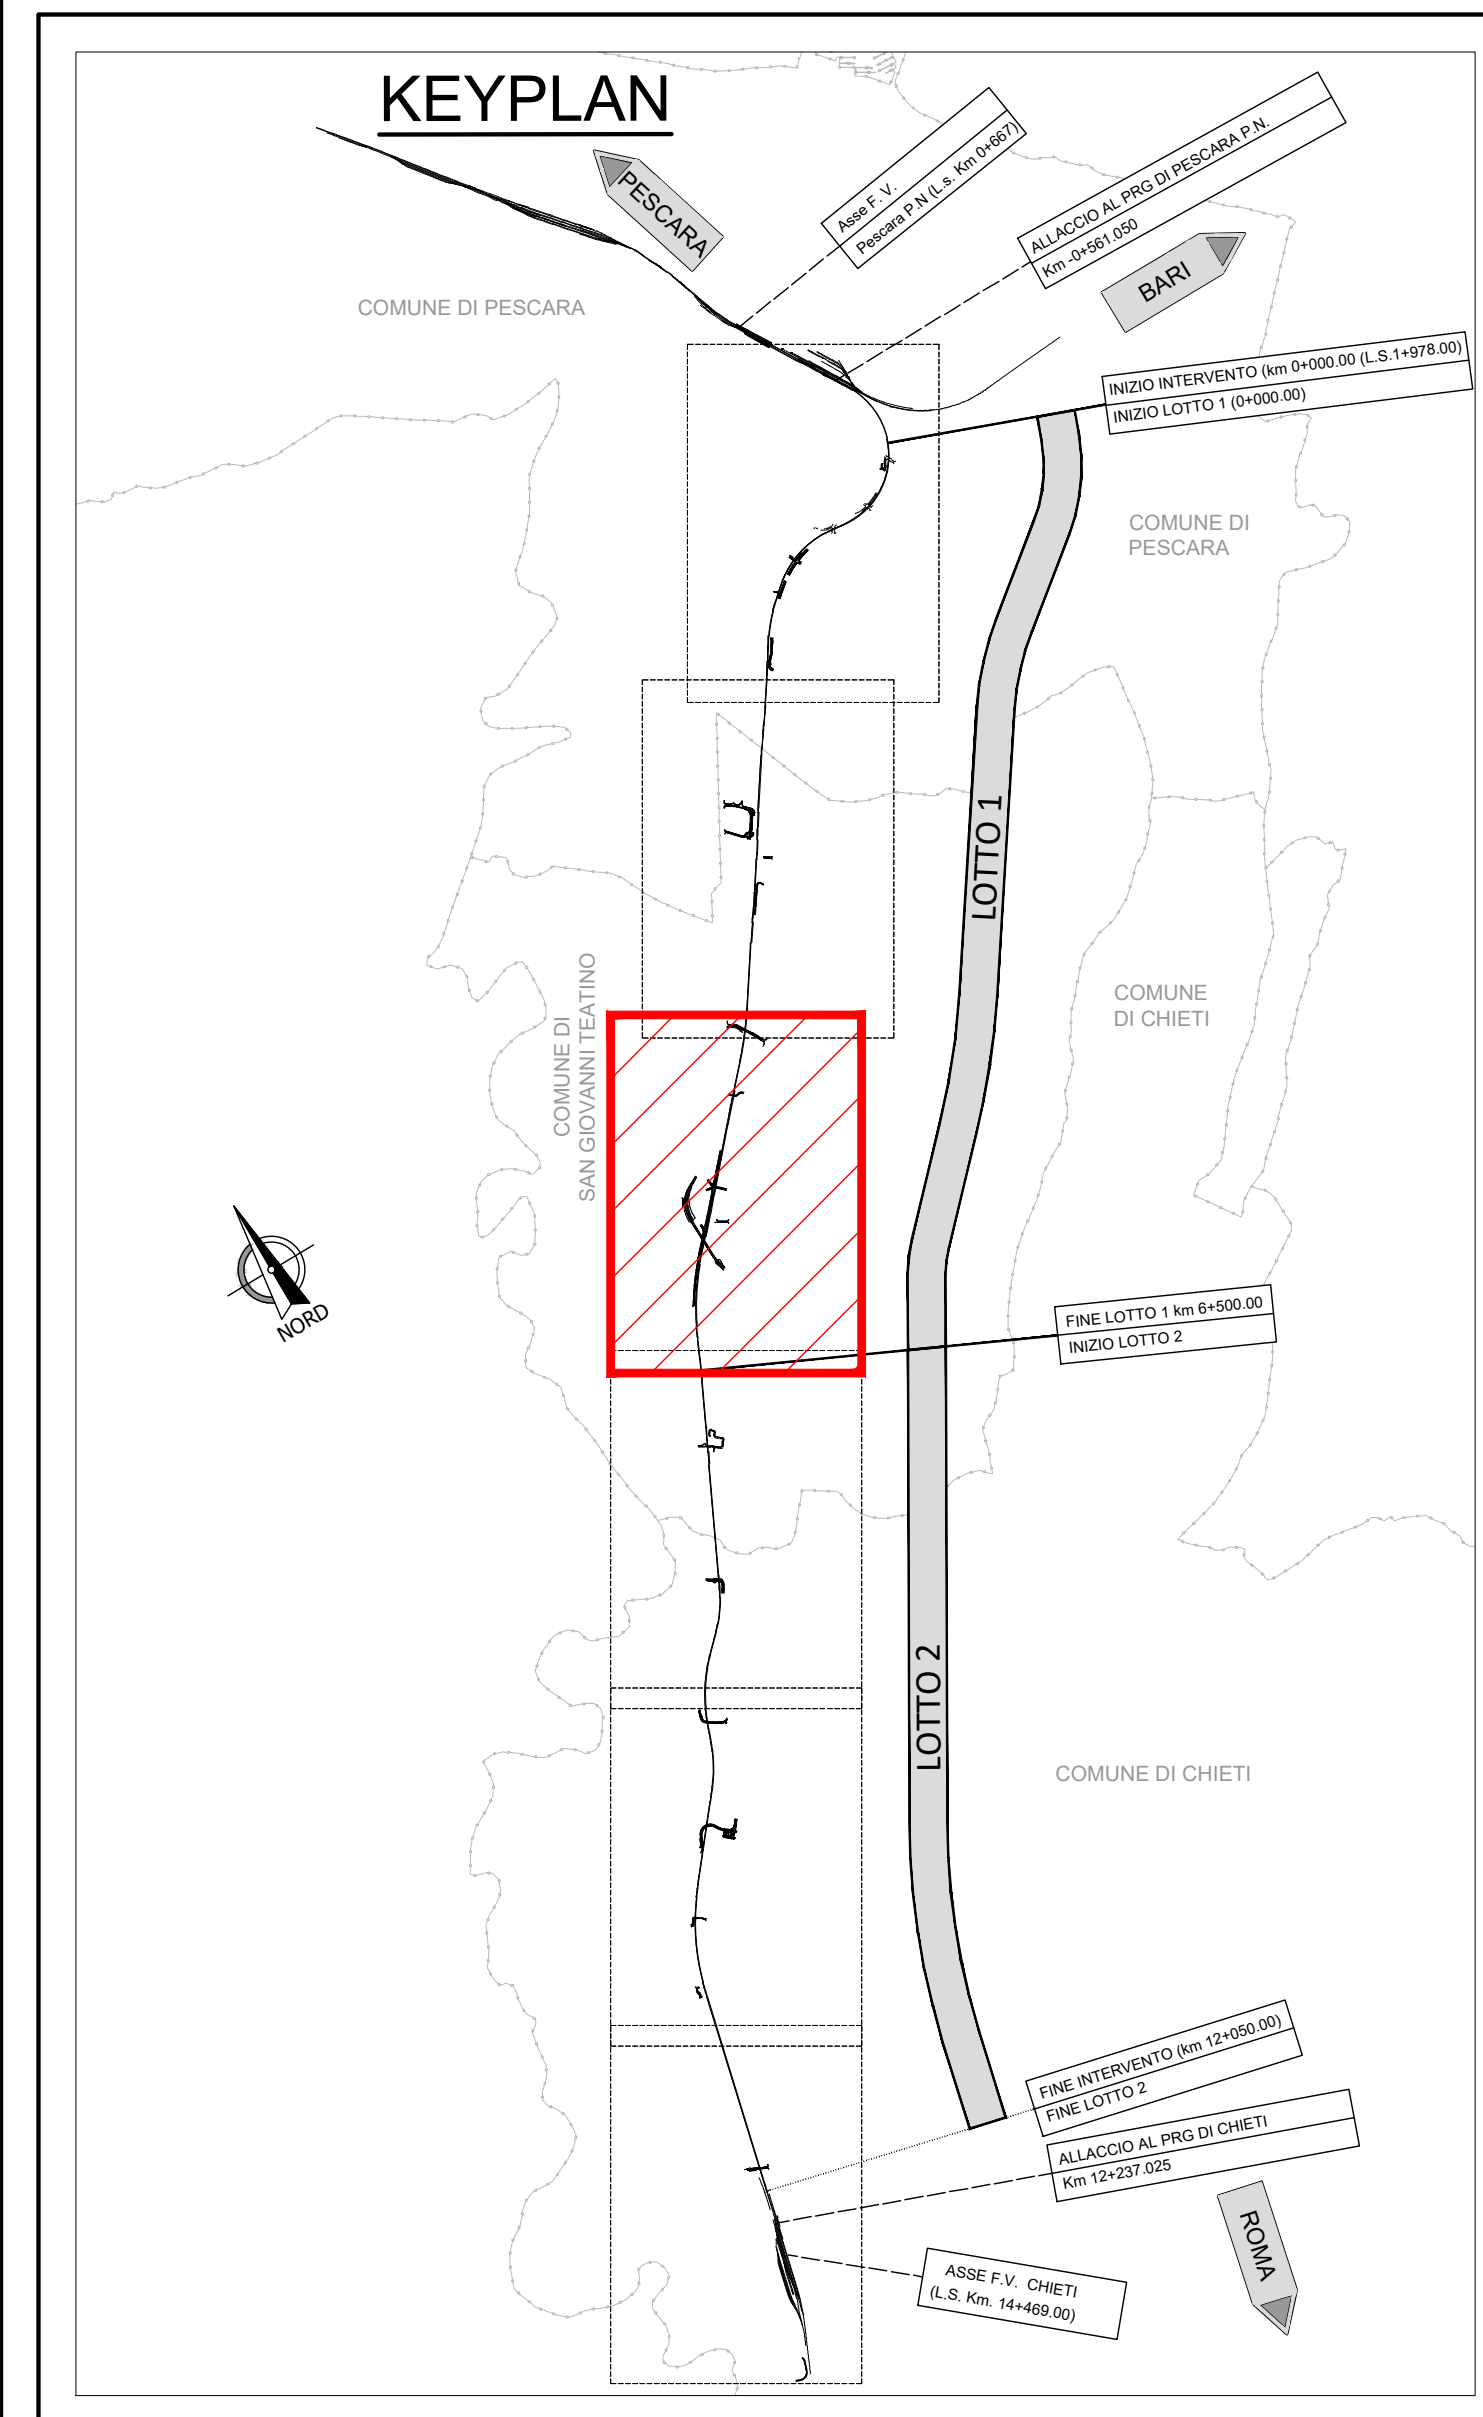 KEYPLAN
PESCARA
Asse F. V.
Pescara P.N (L.s. Km 0+667)
ALLACCIO AL PRG DI PESCARA P.N.
Km -0+561.050
BARI
COMUNE DI PESCARA
INIZIO INTERVENTO (km 0+000.00 (L.S.1+978.00)
INIZIO LOTTO 1 (0+000.00)
COMUNE DI
PESCARA
LOTTO 1
COMUNE DI
SAN GIOVANNI TEATINO
COMUNE
DI CHIETI
NORD
FINE LOTTO 1 km 6+500.00
INIZIO LOTTO 2
LOTTO 2
COMUNE DI CHIETI
FINE INTERVENTO (km 12+050.00)
FINE LOTTO 2
ALLACCIO AL PRG DI CHIETI
Km 12+237.025
ROMA
ASSE F.V. CHIETI
(L.S. Km. 14+469.00)